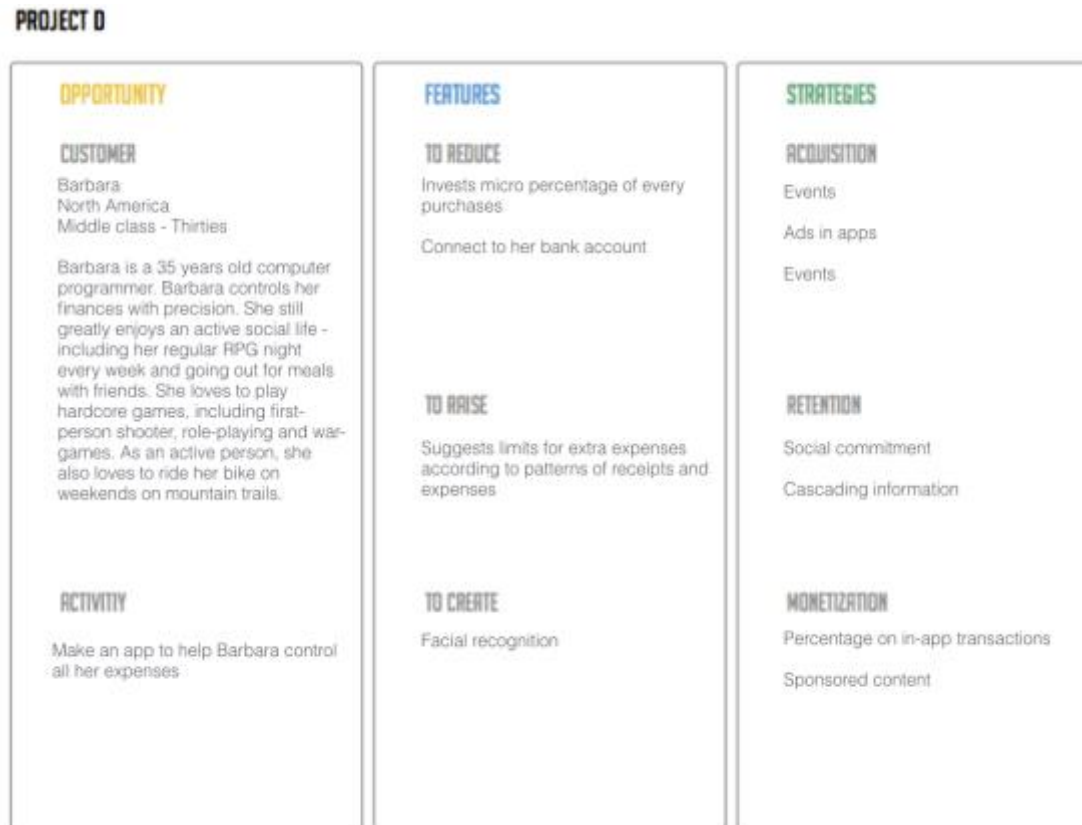 PROJECT D
OPPORTUNITY
CUSTOMER
Barbara
North America
Middle class - Thirties
Barbara is a 35 years old computer
programmer. Barbara controls her
finances with precision. She still
greatly enjoys an active social life -
including her regular RPG night
every week and going out for meals
with friends. She loves to play
hardcore games, including first-
person shooter, role-playing and war-
games. As an active person, she
also loves to ride her bike on
weekends on mountain trails.
ACTIVITIY
Make an app to help Barbara control
all her expenses
FEATURES
TO REDUCE
Invests micro percentage of every
purchases
Connect to her bank account
TO RAISE
Suggests limits for extra expenses
according to patterns of receipts and
expenses
TO CREATE
Facial recognition
STRATEGIES
ACQUISITION
Events
Ads in apps
Events
RETENTION
Social commitment
Cascading information
MONETIZATION
Percentage on in-app transactions
Sponsored content